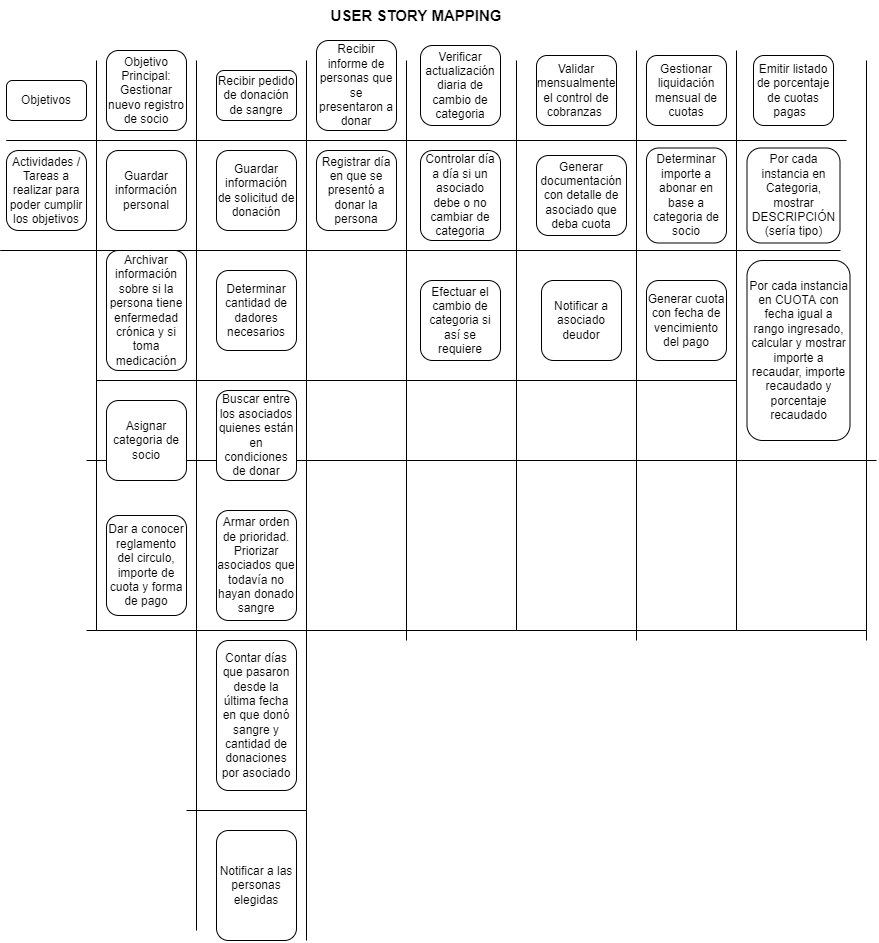 USER STORY MAPPING
Objetivos
Objetivo
Principal:
Gestionar
nuevo registro
de socio
Recibir pedido
de donación de
sangre
Recibir
informe de
personas que
se
presentaron a
donar
Verificar
actualización
diaria de
cambio de
categoria
Validar
mensualmente
el control de
cobranzas
Gestionar
liquidación
mensual de
cuotas
Emitir listado
de porcentaje
de cuotas
pagas
Actividades /
Tareas a
realizar para
poder cumplir
los objetivos
Guardar
información
personal
Guardar
información
de solicitud de
donación
Registrar día
en que se
presentó a
donar la
persona
Controlar día
a día si un
asociado
debe o no
cambiar de
categoria
Generar
documentación
con detalle de
asociado que
deba cuota
Determinar
importe a
abonar en
base a
categoria de
socio
Por cada
instancia en
Categoria,
mostrar
DESCRIPCIÓN
(sería tipo)
Archivar
información
sobre si la
persona tiene
enfermedad
crónica y si
toma
medicación
Determinar
cantidad de
dadores
necesarios
Efectuar el
cambio de
categoria si
así se
requiere
Notificar a
asociado
deudor
Generar cuota
con fecha de
vencimiento
del pago
Por cada instancia
en CUOTA con
fecha igual a
rango ingresado,
calcular y mostrar
importe a
recaudar, importe
recaudado y
porcentaje
recaudado
Asignar
categoria de
socio
Buscar entre
los asociados
quienes están
en
condiciones
de donar
Dar a conocer
reglamento
del circulo,
importe de
cuota y forma
de pago
Armar orden
de prioridad.
Priorizar
asociados que
todavía no
hayan donado
sangre
Contar días
que pasaron
desde la
última fecha
en que donó
sangre y
cantidad de
donaciones
por asociado
Notificar a las
personas
elegidas